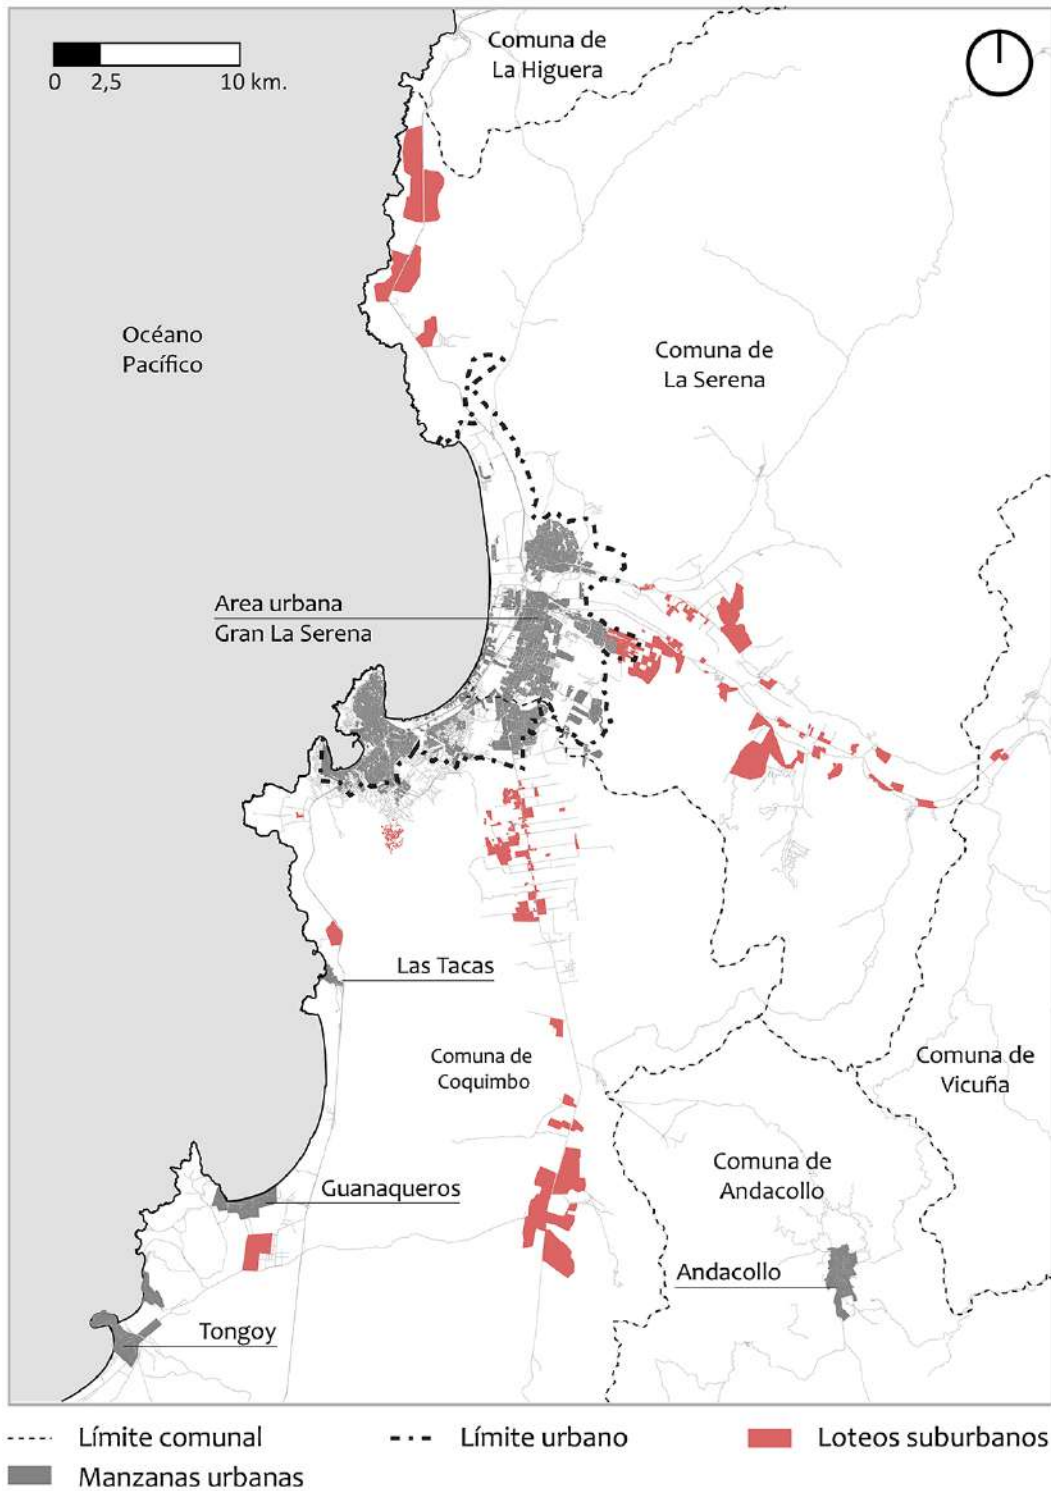 Comuna de
La Higuera
0 2,5 10 km.
Océano
Pacífico
Comuna de
La Serena
Area urbana
Gran La Serena
Las Tacas
Comuna de
Coquimbo
Comuna de
Vicuña
Comuna de
Andacollo
Guanaqueros
Andacollo
Tongoy
Límite comunal
Límite urbano
Loteos suburbanos
Manzanas urbanas